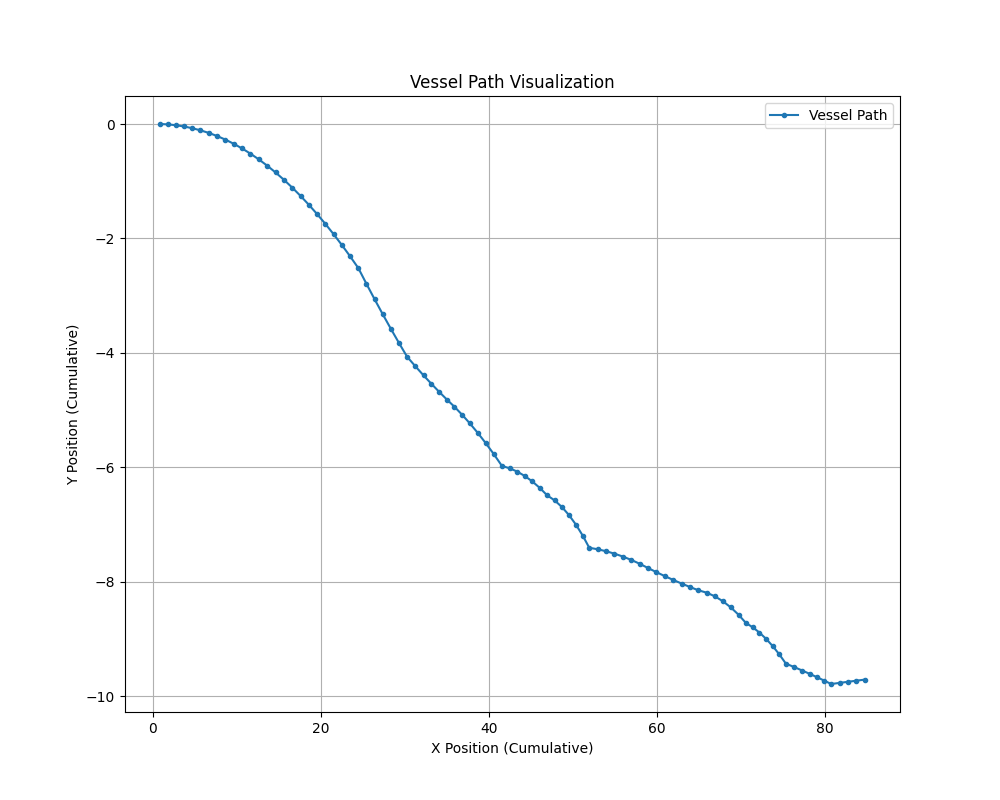 Vessel Path Visualization
Vessel Path
0
−2
−4
−6
−8
−10
Y Position (Cumulative)
0 20 40 60 80
X Position (Cumulative)